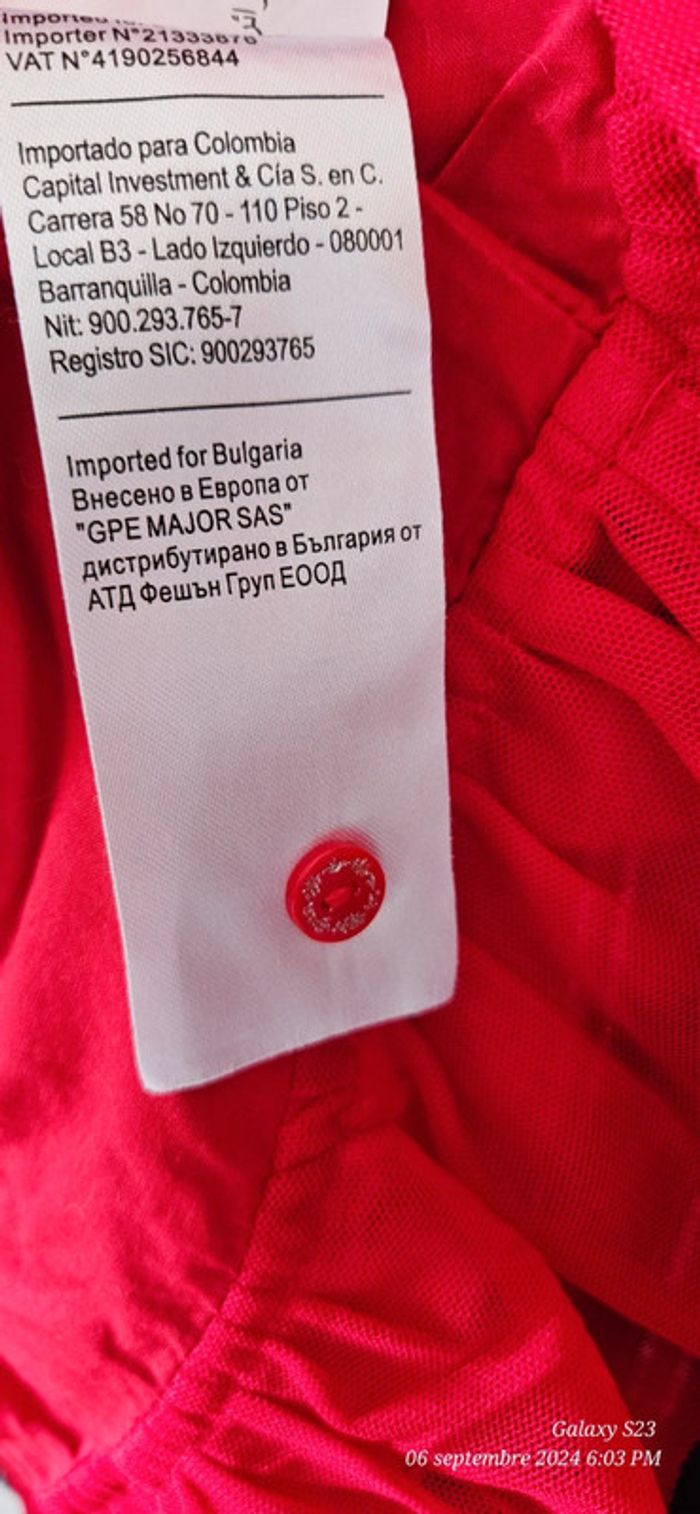 Importer N°21333878
VAT N°4190256844
Importado para Colombia
Capital Investment & Cía S. en C.
Carrera 58 No 70 - 110 Piso 2 -
Local B3 - Lado Izquierdo - 080001
Barranquilla - Colombia
Nit: 900.293.765-7
Registro SIC: 900293765
Imported for Bulgaria
Внесено в Европа от
"GPE MAJOR SAS"
дистрибутирано в България от
АТД Фешън Груп ЕООД
Galaxy S23
06 septembre 2024 6:03 PM